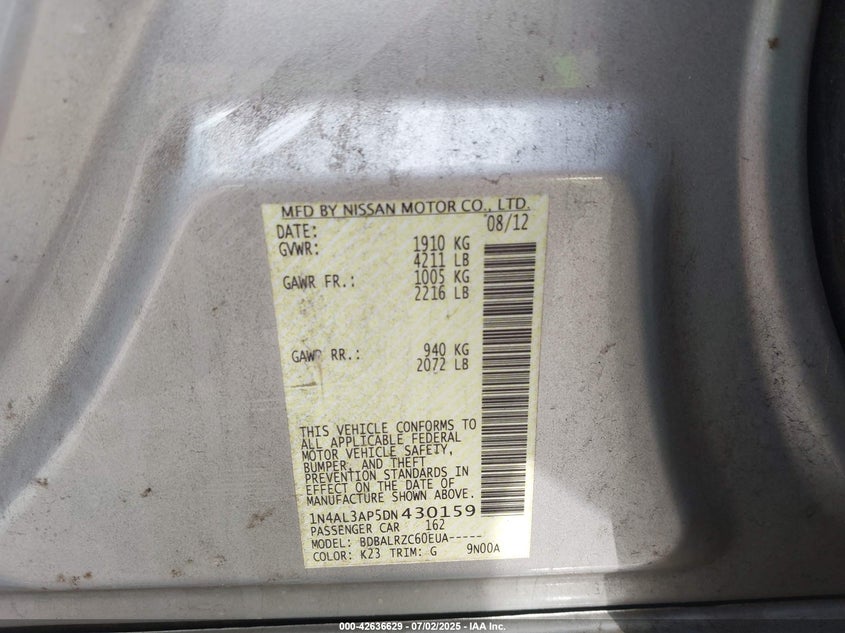 MFD BY NISSAN MOTOR CO., LTD.
DATE: 08/12
GVWR: 1910 KG
4211 LB
GAWR FR.: 1005 KG
2216 LB
GAWR RR.: 940 KG
2072 LB
THIS VEHICLE CONFORMS TO
ALL APPLICABLE FEDERAL
MOTOR VEHICLE SAFETY,
BUMPER, AND THEFT
PREVENTION STANDARDS IN
EFFECT ON THE DATE OF
MANUFACTURE SHOWN ABOVE.
1N4AL3AP5DN430159
PASSENGER CAR 162
MODEL: BDBALRZC60EUA-----
COLOR: K23 TRIM: G 9N00A
000-42636629 - 07/02/2025 - IAA Inc.